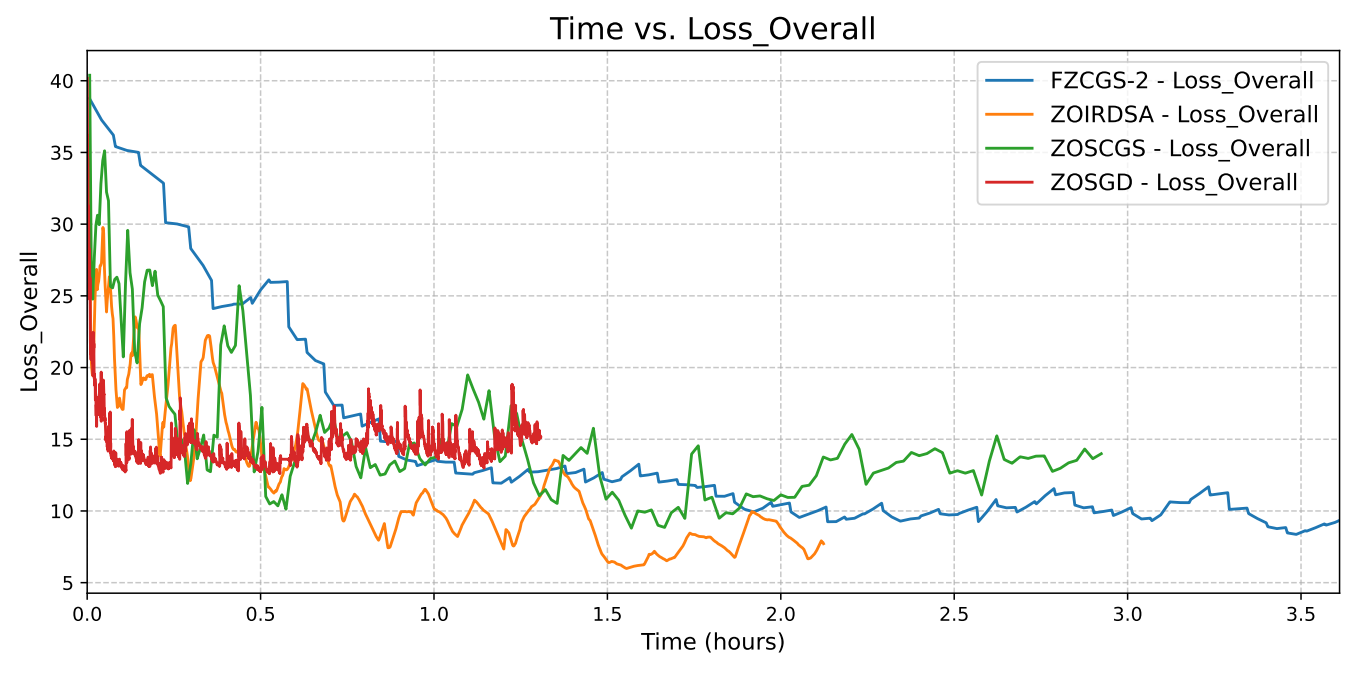 Time vs. Loss_Overall
Loss_Overall
40
35
30
25
20
15
10
5
FZCGS-2 - Loss_Overall
ZOIRDSA - Loss_Overall
ZOSCGS - Loss_Overall
ZOSGD - Loss_Overall
0.0 0.5 1.0 1.5 2.0 2.5 3.0 3.5
Time (hours)